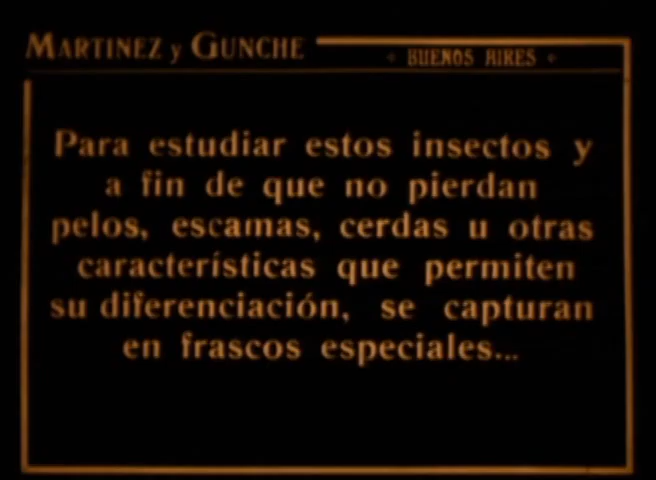 MARTINEZ y GUNCHE
BUENOS AIRES
Para estudiar estos insectos y
a fin de que no pierdan
pelos, escamas, cerdas u otras
características que permiten
su diferenciación, se capturan
en frascos especiales...